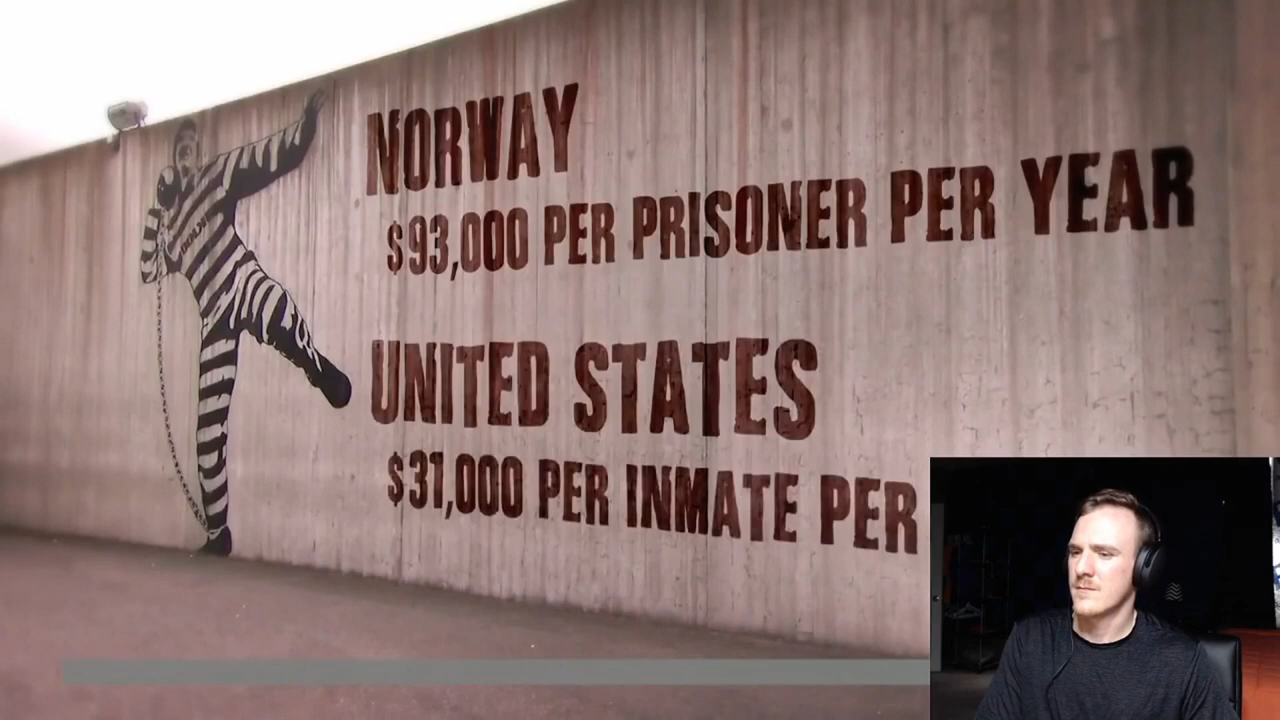 NORWAY
$93,000 PER PRISONER PER YEAR
UNITED STATES
$31,000 PER INMATE PER